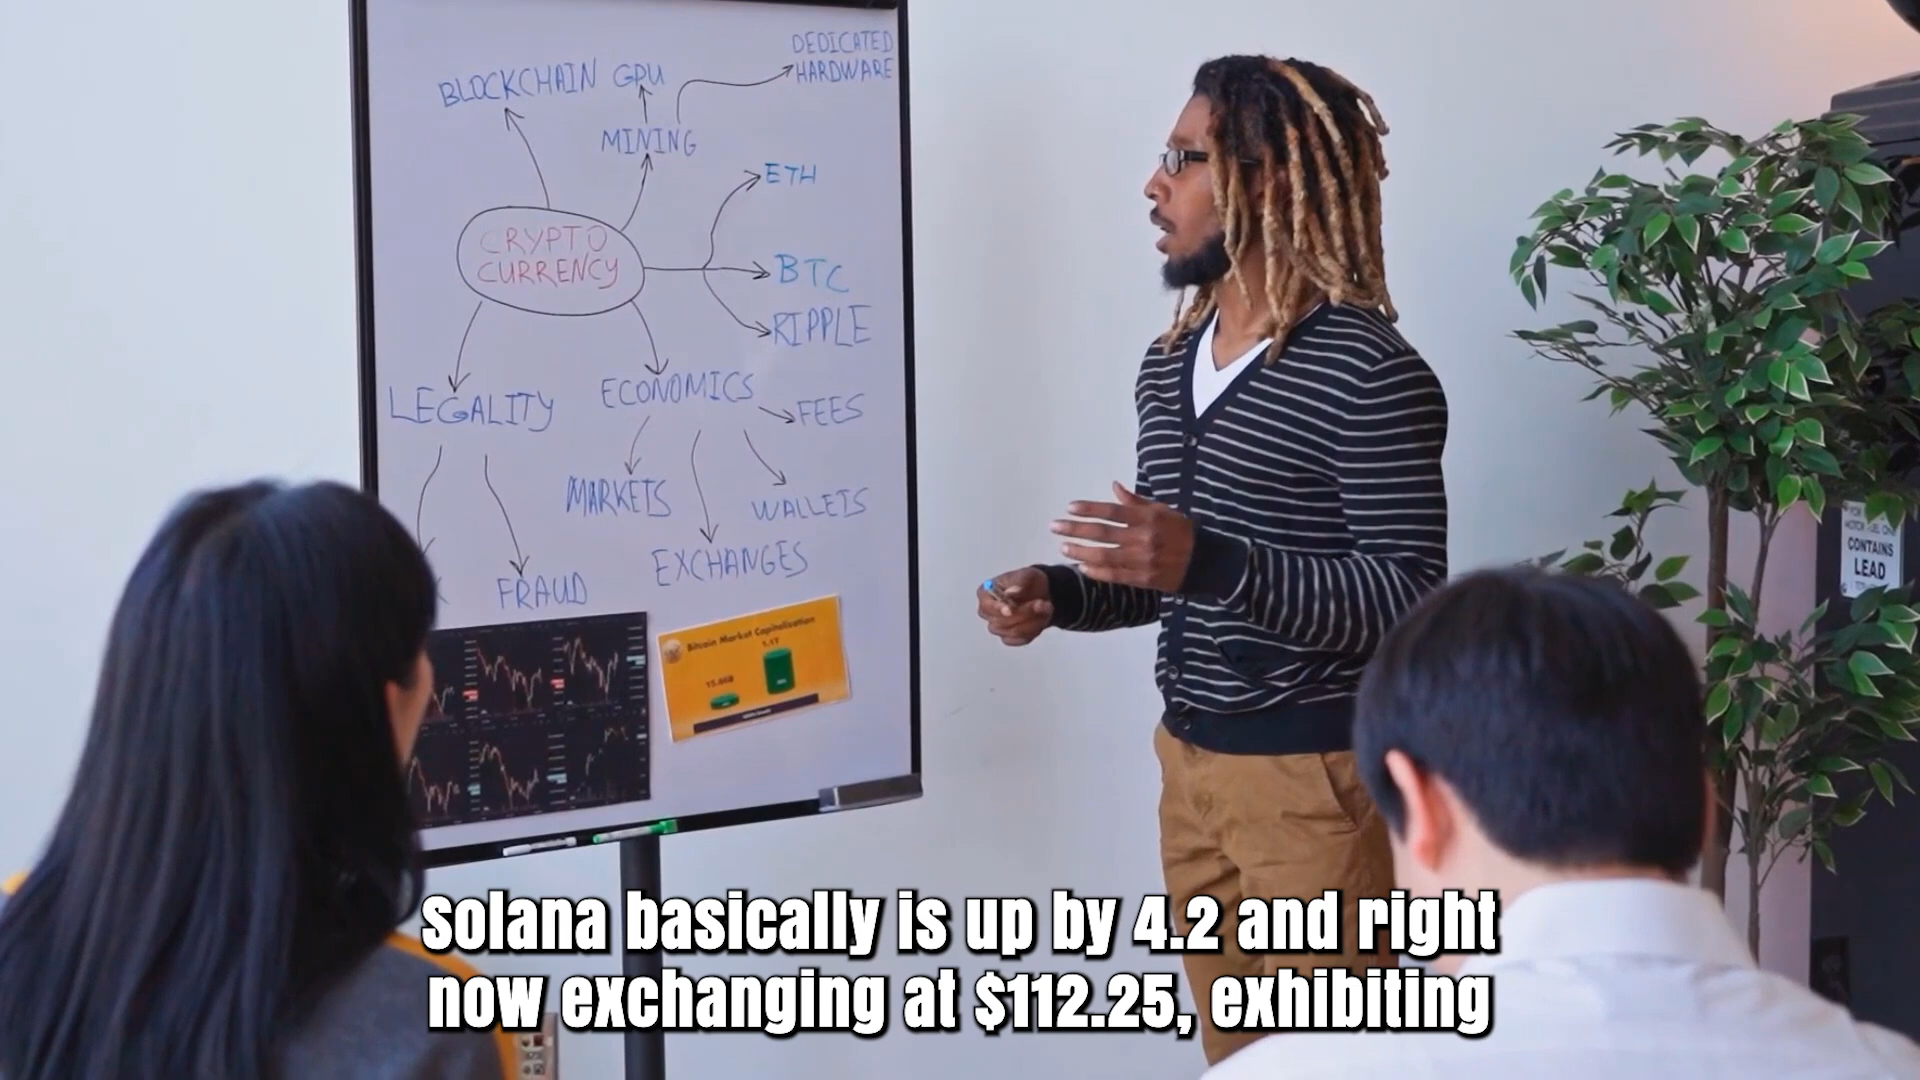 DEDICATED
HARDWARE
BLOCKCHAIN GPU
MINING
ETH
CRYPTO
CURRENCY
BTC
RIPPLE
LEGALITY
ECONOMICS
FEES
MARKETS
WALLETS
EXCHANGES
FRAUD
Bitcoin Market Capitalisation
CONTAINS
LEAD
Solana basically is up by 4.2 and right
now exchanging at $112.25, exhibiting